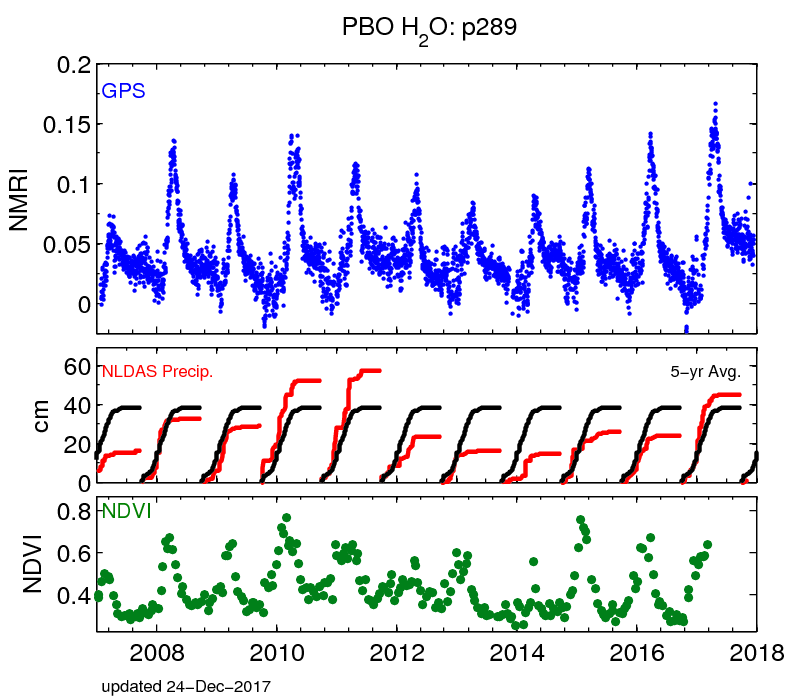 PBO H2O: p289
0.2
GPS
0.15
0.1
NMRI
0.05
0
NLDAS Precip. 5-yr Avg.
60
40
cm
20
0
NDVI
0.8
0.6
NDVI
0.4
2008 2010 2012 2014 2016 2018
updated 24-Dec-2017